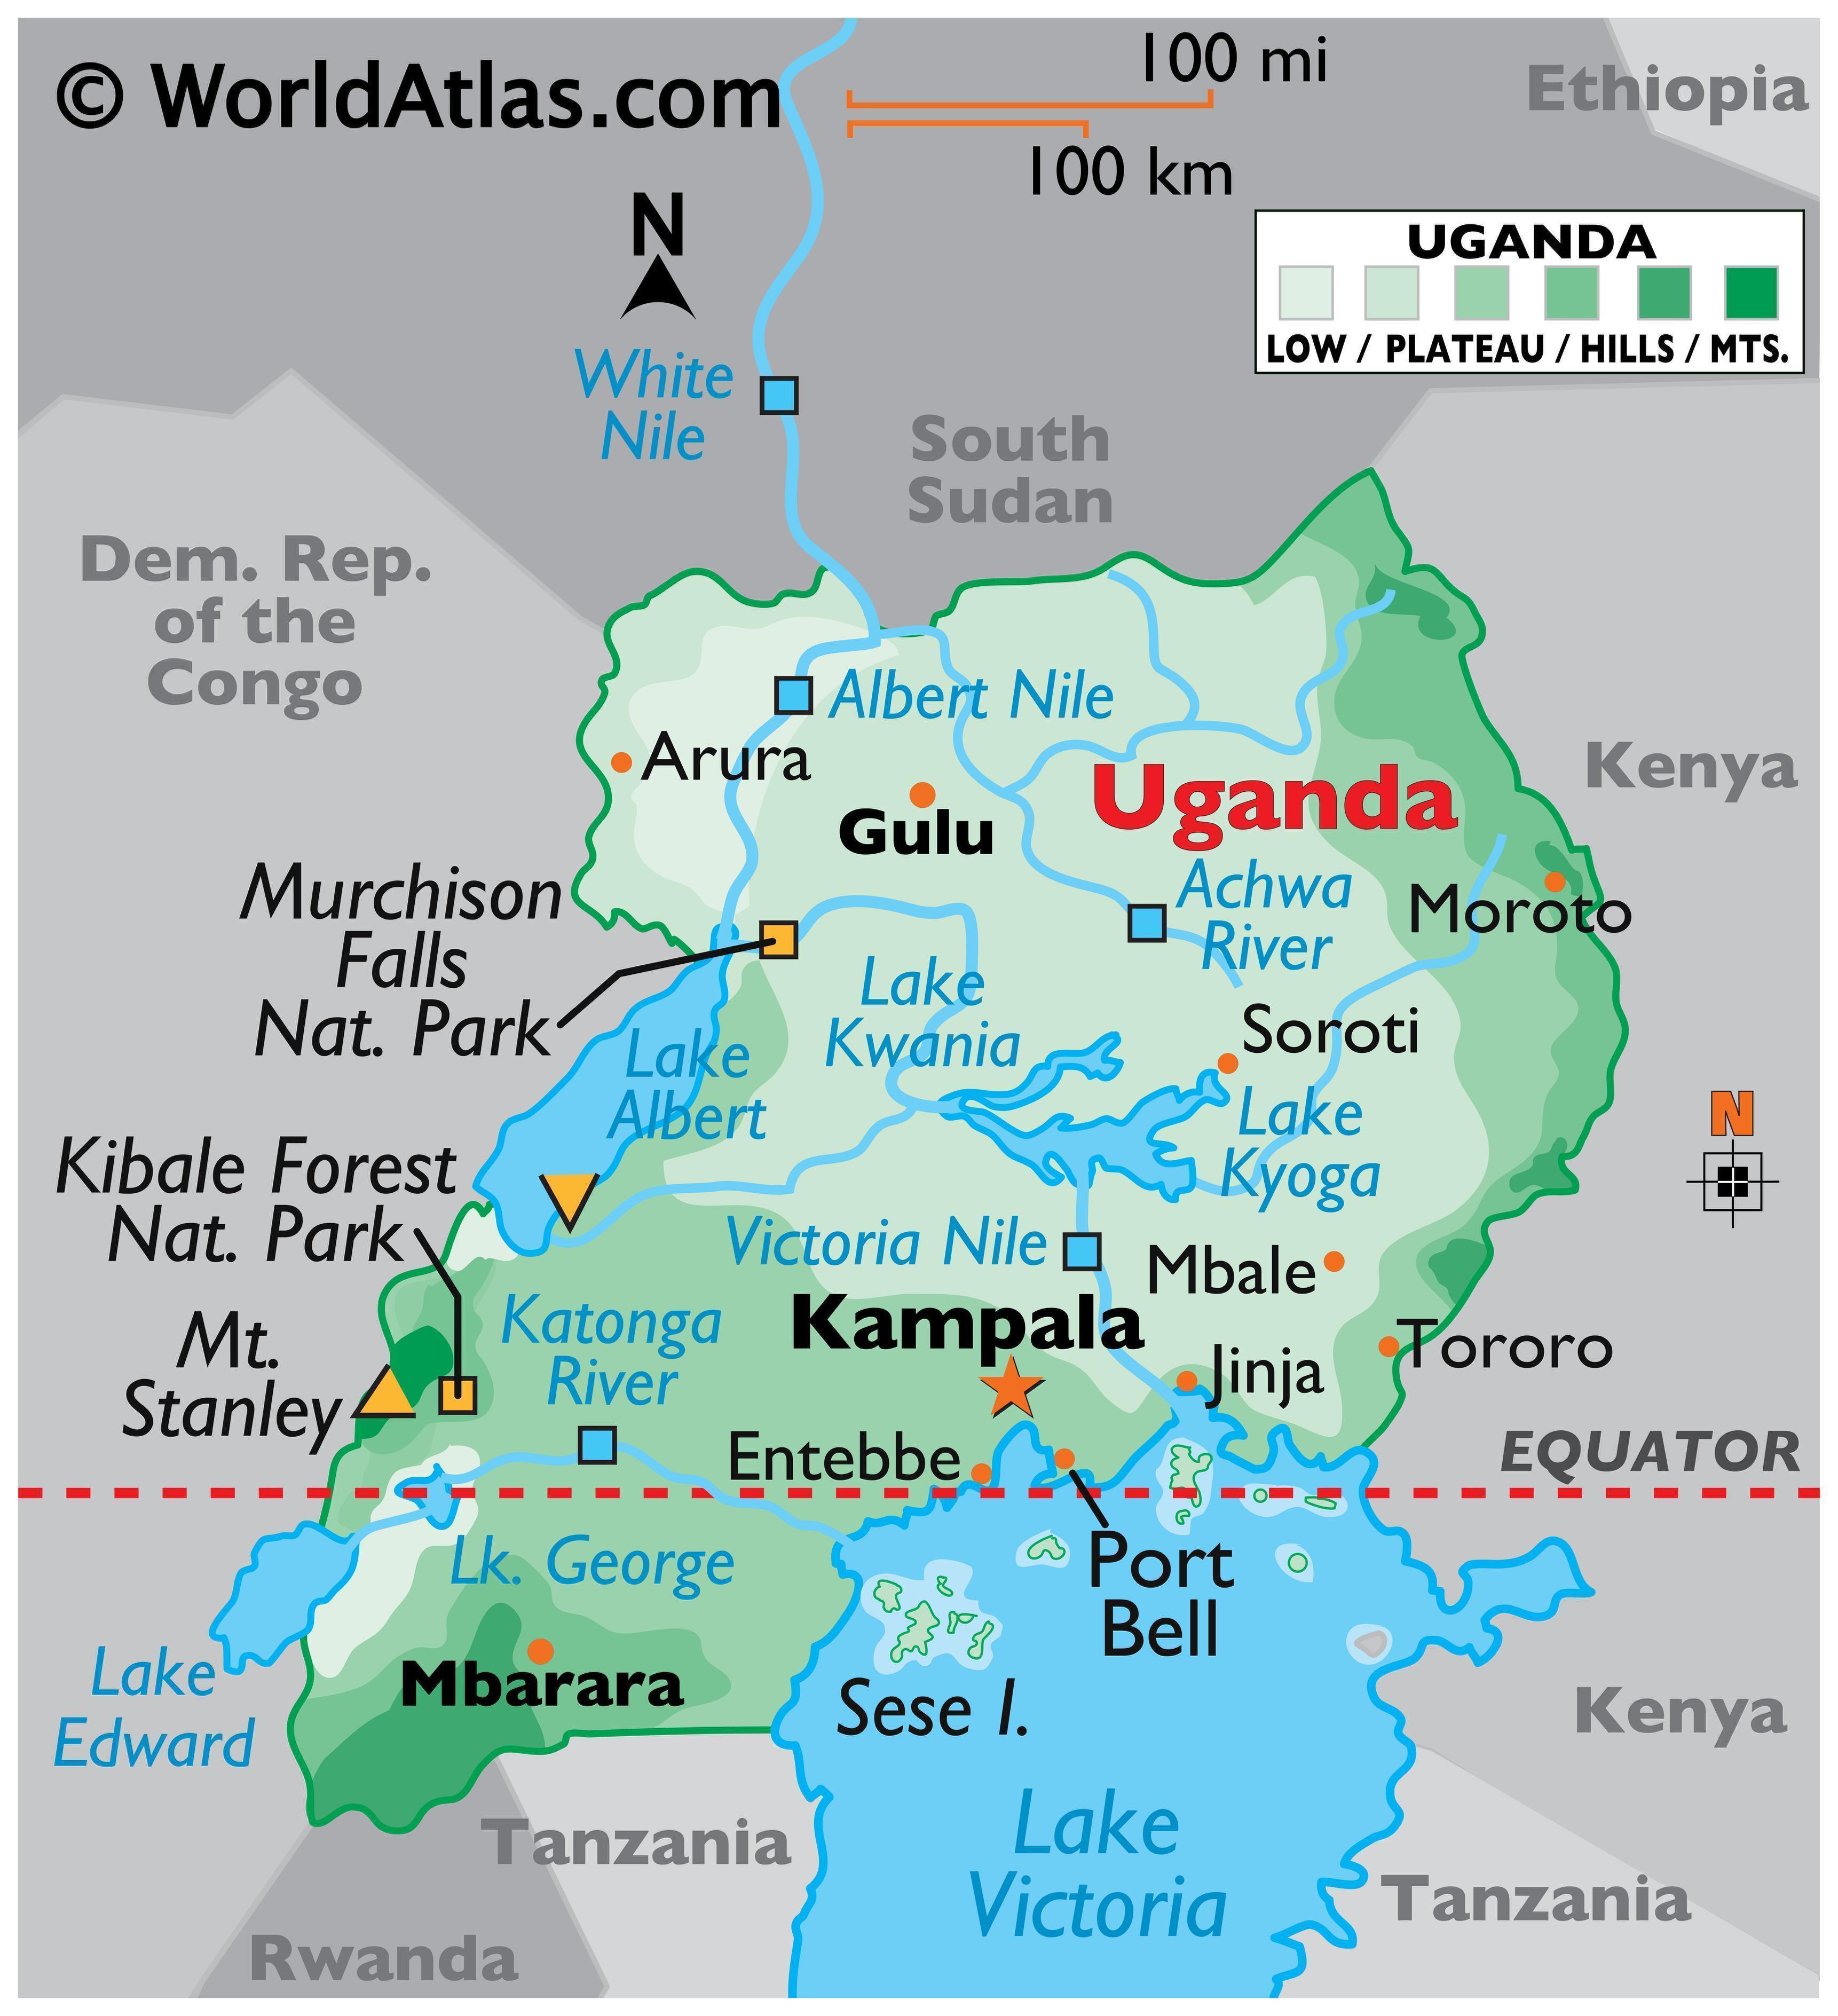 © WorldAtlas.com
100 mi
100 km
Ethiopia
N
UGANDA
LOW / PLATEAU / HILLS / MTS.
White
Nile
South
Sudan
Dem. Rep.
of the
Congo
Albert Nile
Arura
Gulu
Uganda
Kenya
Murchison
Falls
Nat. Park
Achwa
River
Moroto
Lake
Kwania
Soroti
Lake
Albert
Lake
Kyoga
N
Kibale Forest
Nat. Park
Victoria Nile
Mbale
Katonga
River
Kampala
Mt.
Stanley
Jinja
Tororo
Entebbe
EQUATOR
Port
Bell
Lk. George
Lake
Edward
Mbarara
Sese I.
Kenya
Lake
Victoria
Tanzania
Tanzania
Rwanda